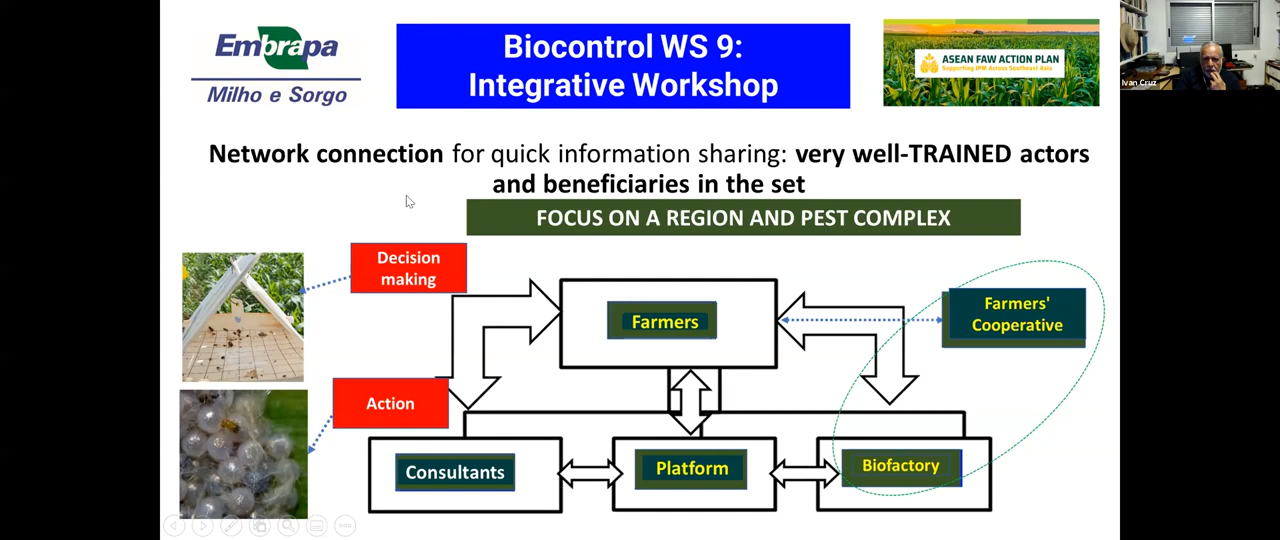 Embrapa
Milho e Sorgo
Biocontrol WS 9:
Integrative Workshop
ASEAN FAW ACTION PLAN
Supporting IPM Across Southeast Asia
Ivan Cruz
Network connection for quick information sharing: very well-TRAINED actors
and beneficiaries in the set
FOCUS ON A REGION AND PEST COMPLEX
Decision
making
Farmers
Farmers'
Cooperative
Action
Consultants
Platform
Biofactory